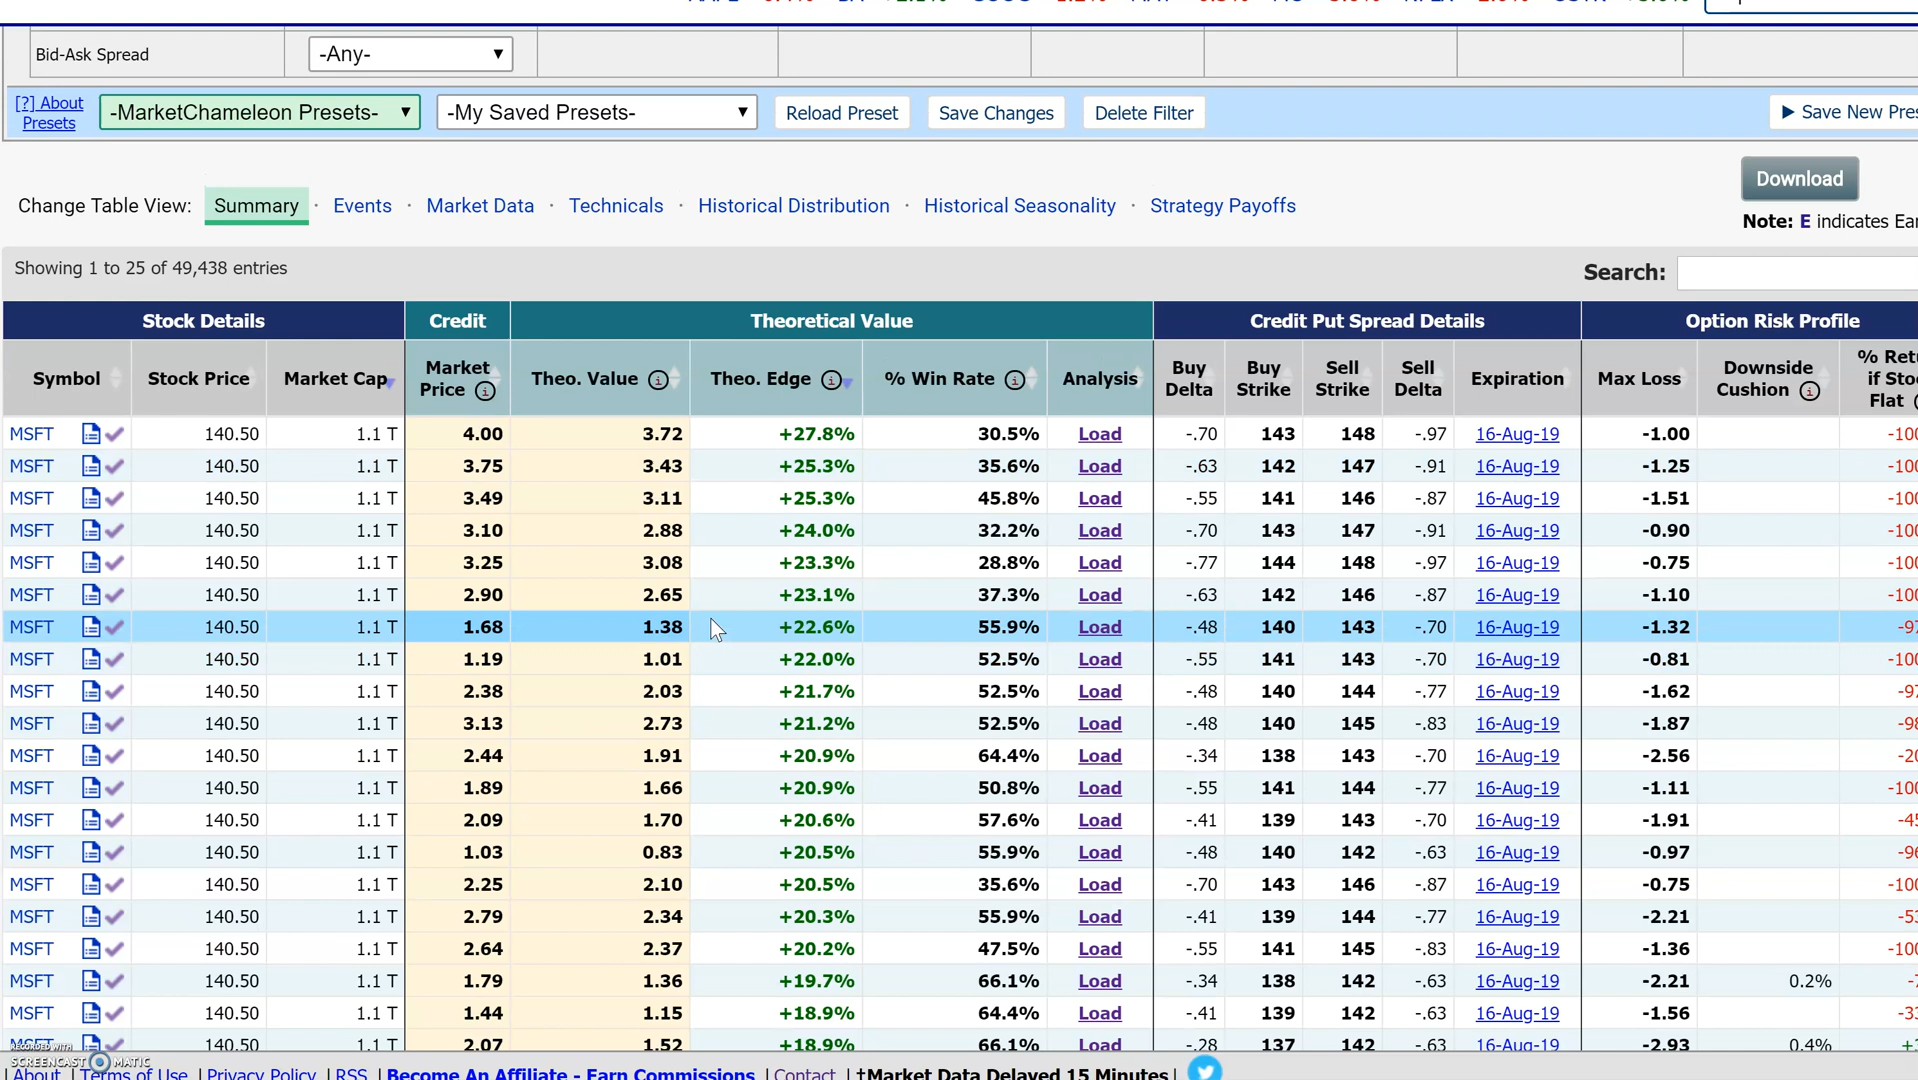 Bid-Ask Spread -Any-
[?] About Presets -MarketChameleon Presets- -My Saved Presets- Reload Preset Save Changes Delete Filter Save New
Download
Change Table View: Summary · Events · Market Data · Technicals · Historical Distribution · Historical Seasonality · Strategy Payoffs
Note: E indicates
Showing 1 to 25 of 49,438 entries Search:
Stock Details Credit Theoretical Value Credit Put Spread Details Option Risk Profile
Symbol Stock Price Market Cap Market Price Theo. Value Theo. Edge % Win Rate Analysis Buy Delta Buy Strike Sell Strike Sell Delta Expiration Max Loss Downside Cushion % if Flat
MSFT 140.50 1.1 T 4.00 3.72 +27.8% 30.5% Load -.70 143 148 -.97 16-Aug-19 -1.00
MSFT 140.50 1.1 T 3.75 3.43 +25.3% 35.6% Load -.63 142 147 -.91 16-Aug-19 -1.25
MSFT 140.50 1.1 T 3.49 3.11 +25.3% 45.8% Load -.55 141 146 -.87 16-Aug-19 -1.51
MSFT 140.50 1.1 T 3.10 2.88 +24.0% 32.2% Load -.70 143 147 -.91 16-Aug-19 -0.90
MSFT 140.50 1.1 T 3.25 3.08 +23.3% 28.8% Load -.77 144 148 -.97 16-Aug-19 -0.75
MSFT 140.50 1.1 T 2.90 2.65 +23.1% 37.3% Load -.63 142 146 -.87 16-Aug-19 -1.10
MSFT 140.50 1.1 T 1.68 1.38 +22.6% 55.9% Load -.48 140 143 -.70 16-Aug-19 -1.32
MSFT 140.50 1.1 T 1.19 1.01 +22.0% 52.5% Load -.55 141 143 -.70 16-Aug-19 -0.81
MSFT 140.50 1.1 T 2.38 2.03 +21.7% 52.5% Load -.48 140 144 -.77 16-Aug-19 -1.62
MSFT 140.50 1.1 T 3.13 2.73 +21.2% 52.5% Load -.48 140 145 -.83 16-Aug-19 -1.87
MSFT 140.50 1.1 T 2.44 1.91 +20.9% 64.4% Load -.34 138 143 -.70 16-Aug-19 -2.56
MSFT 140.50 1.1 T 1.89 1.66 +20.9% 50.8% Load -.55 141 144 -.77 16-Aug-19 -1.11
MSFT 140.50 1.1 T 2.09 1.70 +20.6% 57.6% Load -.41 139 143 -.70 16-Aug-19 -1.91
MSFT 140.50 1.1 T 1.03 0.83 +20.5% 55.9% Load -.48 140 142 -.63 16-Aug-19 -0.97
MSFT 140.50 1.1 T 2.25 2.10 +20.5% 35.6% Load -.70 143 146 -.87 16-Aug-19 -0.75
MSFT 140.50 1.1 T 2.79 2.34 +20.3% 55.9% Load -.41 139 144 -.77 16-Aug-19 -2.21
MSFT 140.50 1.1 T 2.64 2.37 +20.2% 47.5% Load -.55 141 145 -.83 16-Aug-19 -1.36
MSFT 140.50 1.1 T 1.79 1.36 +19.7% 66.1% Load -.34 138 142 -.63 16-Aug-19 -2.21 0.2%
MSFT 140.50 1.1 T 1.44 1.15 +18.9% 64.4% Load -.41 139 142 -.63 16-Aug-19 -1.56
MSFT 140.50 1.1 T 2.07 1.52 +18.9% 66.1% Load -.28 137 142 -.63 16-Aug-19 -2.93 0.4%
RECORDED WITH
SCREENCAST MATIC
| About | Terms of Use | Privacy Policy | RSS | Become An Affiliate - Earn Commissions | Contact | †Market Data Delayed 15 Minutes |